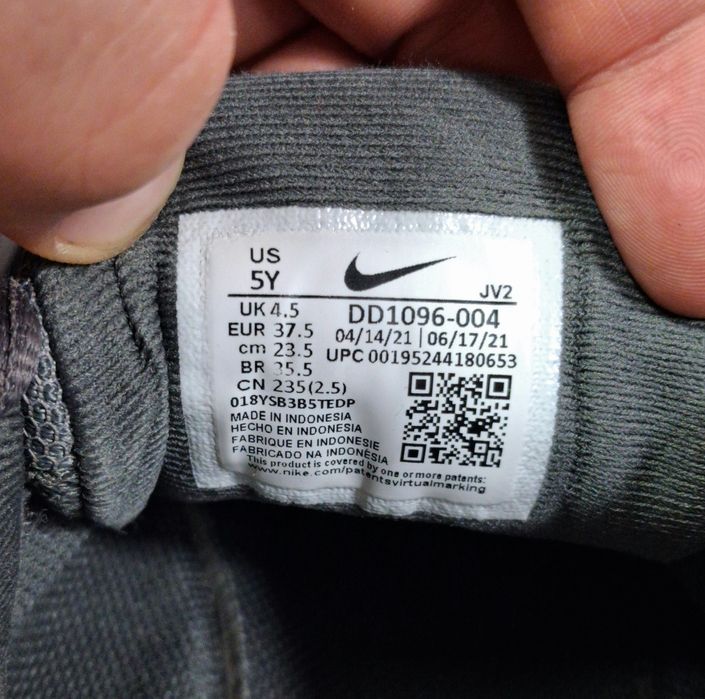 US
5Y
JV2
UK 4.5
EUR 37.5
cm 23.5
BR 35.5
CN 235(2.5)
DD1096-004
04/14/21 | 06/17/21
UPC 00195244180653
018YSB3B5TEDP
MADE IN INDONESIA
HECHO EN INDONESIA
FABRIQUE EN INDONESIE
FABRICADO NA INDONÉSIA
This product is covered by one or more patents:
www.nike.com/patentsvirtualmarking